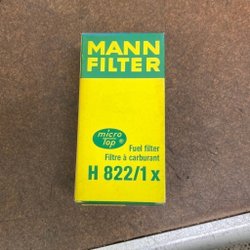 MANN
FILTER
micro
Top ®
Fuel filter
Filtre à carburant
H 822/1 x